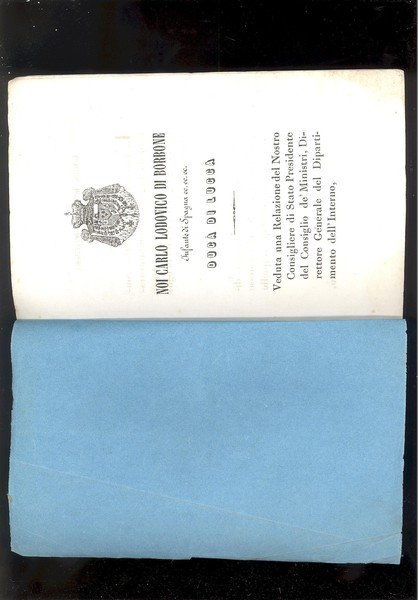 NOI CARLO LODOVICO DI BORBONE
Infante di Spagna ec. ec. ec.
DUCA DI LUCCA
Veduta una Relazione del Nostro
Consigliere di Stato Presidente
del Consiglio de' Ministri, Di-
rettore Generale del Diparti-
mento dell' Interno,